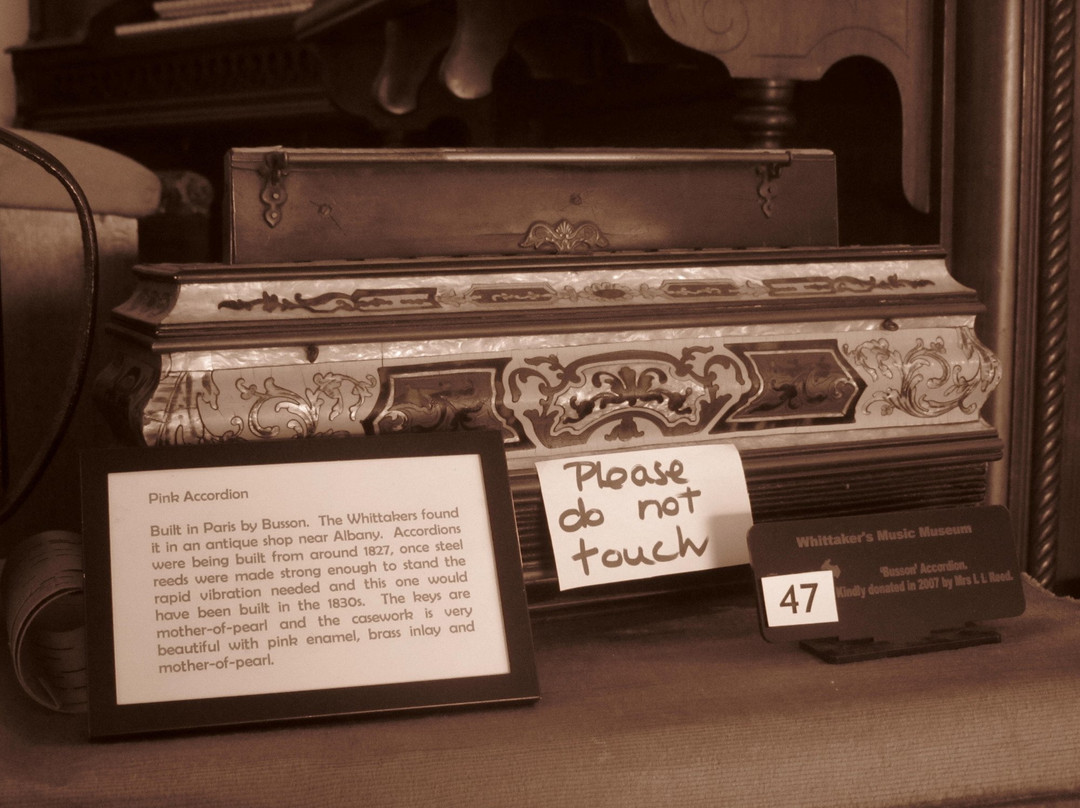 Pink Accordion
Built in Paris by Busson. The Whittakers found
it in an antique shop near Albany. Accordions
were being built from around 1827, once steel
reeds were made strong enough to stand the
rapid vibration needed and this one would
have been built in the 1830s. The keys are
mother-of-pearl and the casework is very
beautiful with pink enamel, brass inlay and
mother-of-pearl.
Please
do not
touch
Whittaker's Music Museum
'Busson' Accordion.
Kindly donated in 2007 by Mrs
47